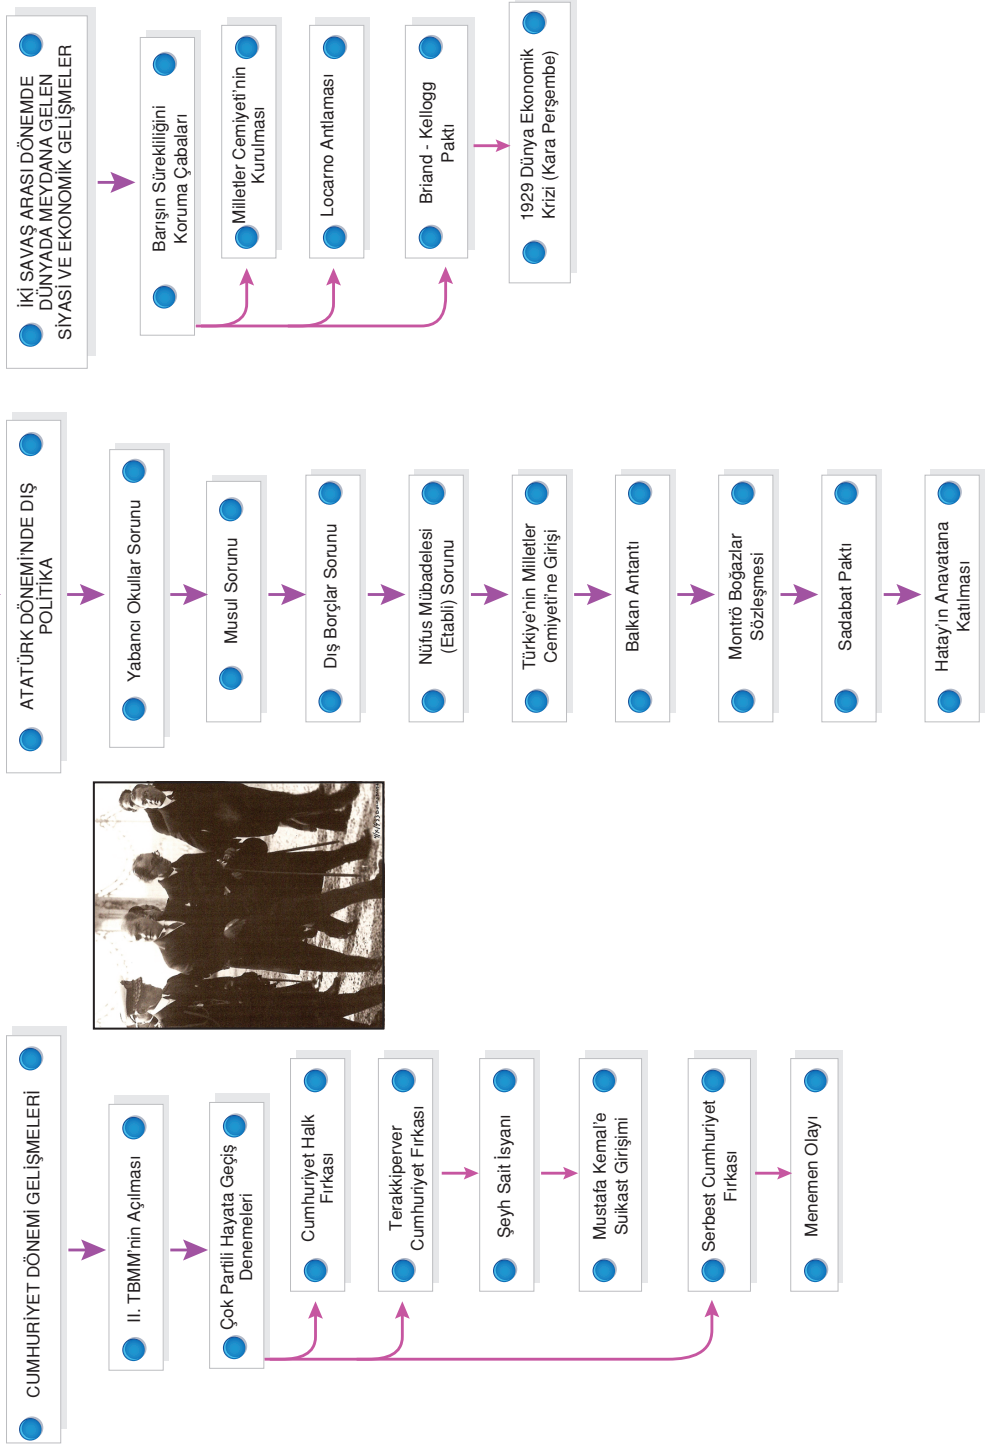 CUMHURİYET DÖNEMİ GELİŞMELERİ
II. TBMM'nin Açılması
Çok Partili Hayata Geçiş
Denemeleri
Cumhuriyet Halk
Fırkası
Terakkiperver
Cumhuriyet Fırkası
Şeyh Sait İsyanı
Mustafa Kemal'e
Suikast Girişimi
Serbest Cumhuriyet
Fırkası
Menemen Olayı
ATATÜRK DÖNEMİ'NDE DIŞ
POLİTİKA
Yabancı Okullar Sorunu
Musul Sorunu
Dış Borçlar Sorunu
Nüfus Mübadelesi
(Etabli) Sorunu
Türkiye'nin Milletler
Cemiyeti'ne Girişi
Balkan Antantı
Montrö Boğazlar
Sözleşmesi
Sadabat Paktı
Hatay'ın Anavatana
Katılması
İKİ SAVAŞ ARASI DÖNEMDE
DÜNYADA MEYDANA GELEN
SİYASİ VE EKONOMİK GELİŞMELER
Barışın Sürekliliğini
Koruma Çabaları
Milletler Cemiyeti'nin
Kurulması
Locarno Antlaması
Briand - Kellogg
Paktı
1929 Dünya Ekonomik
Krizi (Kara Perşembe)